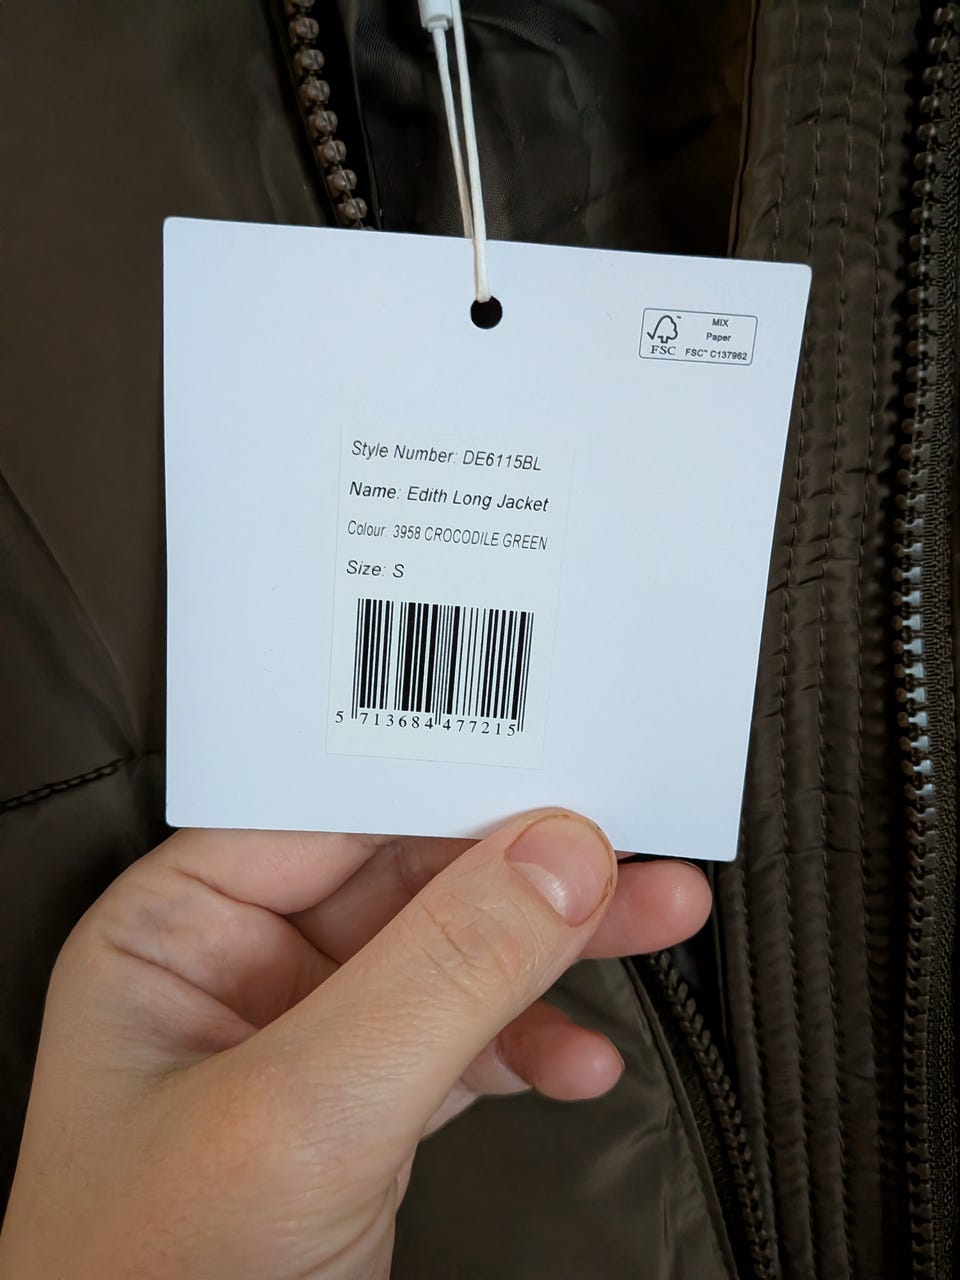 MIX
Paper
FSC™ C137962
FSC
Style Number: DE6115BL
Name: Edith Long Jacket
Colour: 3958 CROCODILE GREEN
Size: S
5 713684 477215